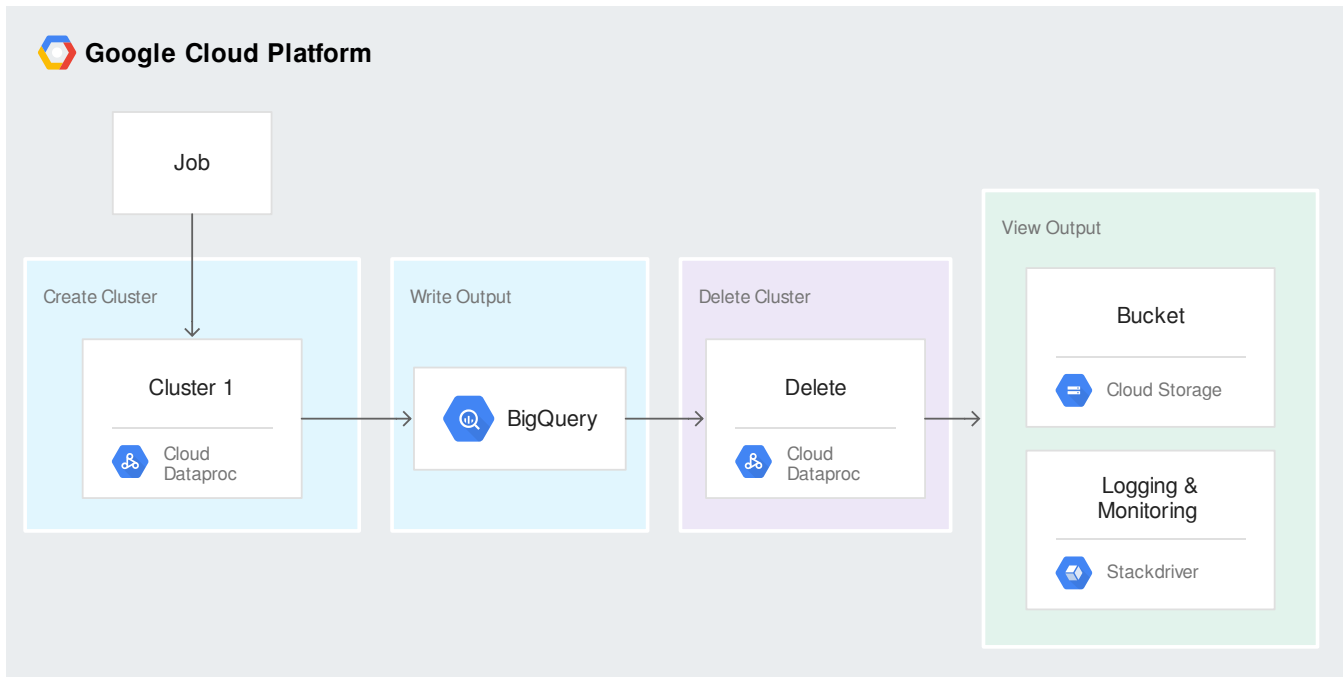 Google Cloud Platform
Job
Create Cluster
Cluster 1
Cloud
Dataproc
Write Output
BigQuery
Delete Cluster
Delete
Cloud
Dataproc
View Output
Bucket
Cloud Storage
Logging &
Monitoring
Stackdriver